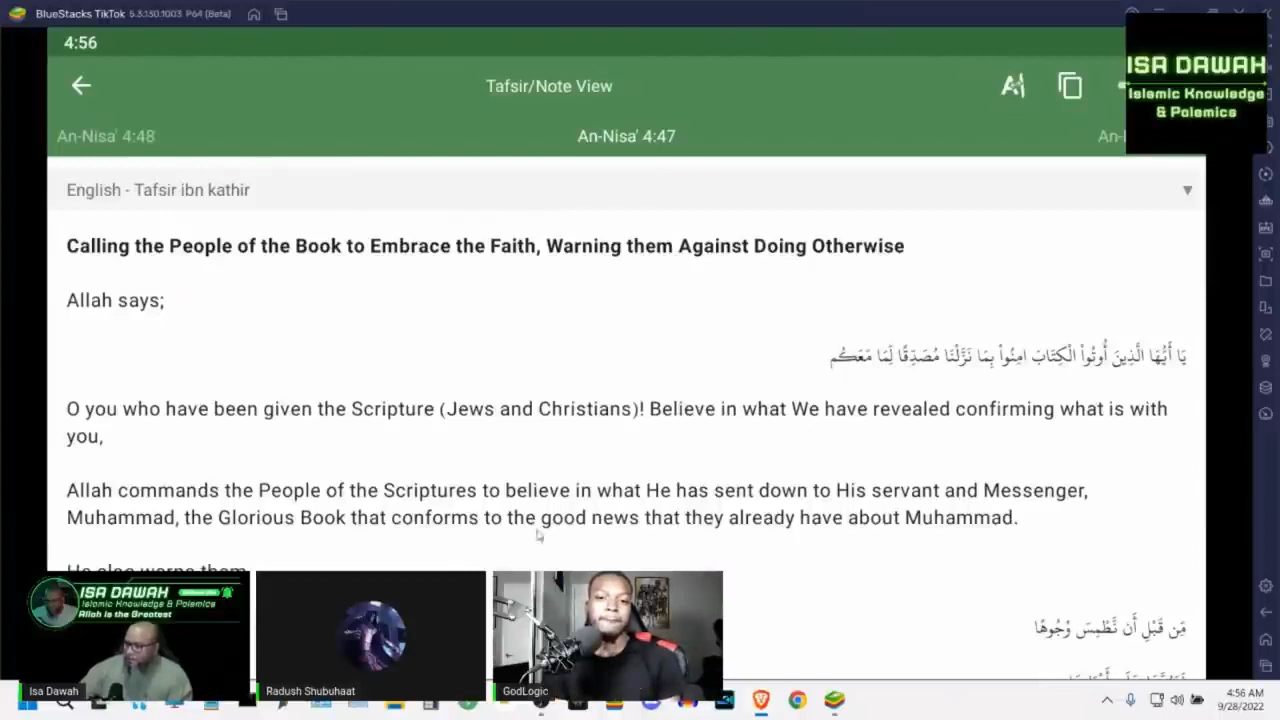 BlueStacks TikTok 5.3.130.1003 P64 (Beta)
4:56
Tafsir/Note View
ISA DAWAH
Islamic Knowledge
& Polemics
An-Nisa' 4:48
An-Nisa' 4:47
English - Tafsir ibn kathir
Calling the People of the Book to Embrace the Faith, Warning them Against Doing Otherwise
Allah says;
يَا أَيُّهَا الَّذِينَ أُوتُواْ الْكِتَابَ امِنُواْ بِمَا نَزَّلْنَا مُصَدِّقًا لِّمَا مَعَكُم
O you who have been given the Scripture (Jews and Christians)! Believe in what We have revealed confirming what is with
you,
Allah commands the People of the Scriptures to believe in what He has sent down to His servant and Messenger,
Muhammad, the Glorious Book that conforms to the good news that they already have about Muhammad.
He also warns them
مِّن قَبْلِ أَن نَّطْمِسَ وُجُوهًا
ISA DAWAH
Islamic Knowledge & Polemics
Allah is the Greatest
Isa Dawah
Radush Shubuhaat
GodLogic
4:56 AM
9/28/2022